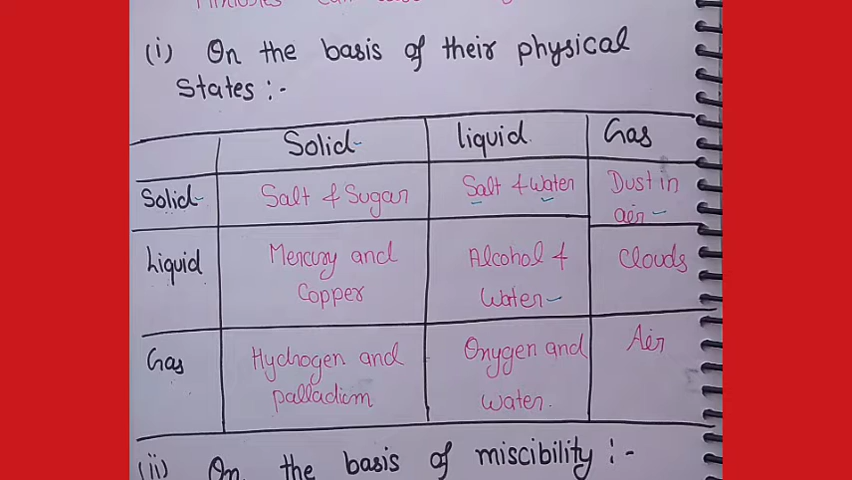 (i) On the basis of their physical
States :-
Solid liquid Gas
Solid Salt & Sugar Salt & Water Dust in
air
Liquid Mercury and Alcohol & Clouds
Copper Water
Gas Hydrogen and Oxygen and Air
palladium water.
(ii) On the basis of miscibility :-